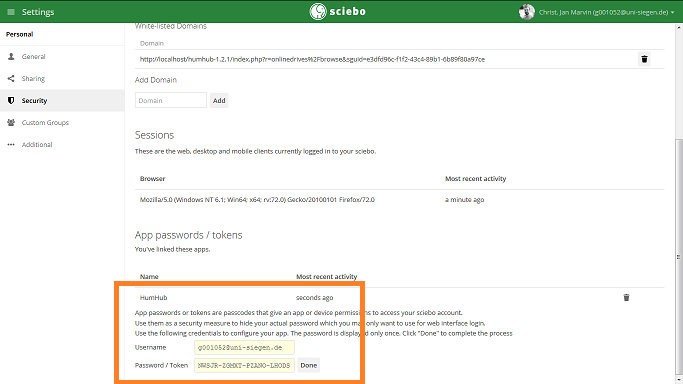 Settings
sciebo
Christ, Jan Marvin (g001052@uni-siegen.de)
Personal
General
Sharing
Security
Custom Groups
Additional
White-listed Domains
Domain
http://localhost/humhub-1.2.1/index.php?r=onlinedrives%2Fbrowse&sguid=e3dfd96c-f1f2-43c4-89b1-6b89f80a97ce
Add Domain
Domain
Add
Sessions
These are the web, desktop and mobile clients currently logged in to your sciebo.
Browser Most recent activity
Mozilla/5.0 (Windows NT 6.1; Win64; x64; rv:72.0) Gecko/20100101 Firefox/72.0 a minute ago
App passwords / tokens
You've linked these apps.
Name Most recent activity
HumHub seconds ago
App passwords or tokens are passcodes that give an app or device permissions to access your sciebo account.
Use them as a security measure to hide your actual password which you may only want to use for web interface login.
Use the following credentials to configure your app. The password is displayed only once. Click "Done" to complete the process
Username g001052@uni-siegen.de
Password / Token NWSJR-ZGMXT-PZANO-LHODS Done